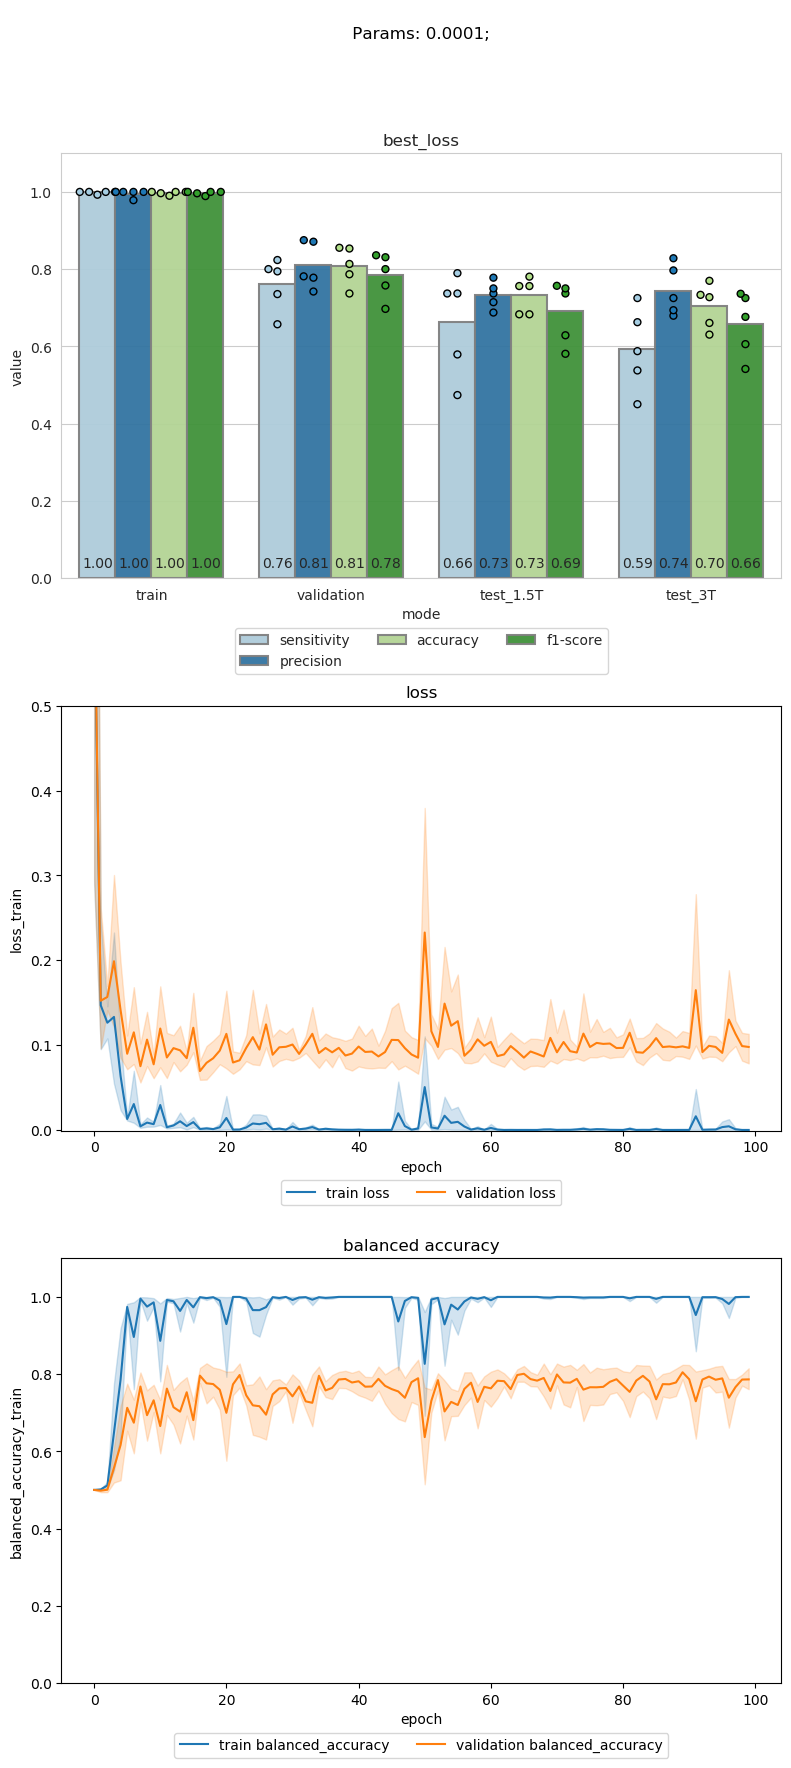 Params: 0.0001;
best_loss
1.0
0.8
0.6
0.4
0.2
0.0
value
1.00 1.00 1.00 1.00 0.76 0.81 0.81 0.78 0.66 0.73 0.73 0.69 0.59 0.74 0.70 0.66
train validation test_1.5T test_3T
mode
sensitivity accuracy f1-score
precision
loss
0.5
0.4
0.3
0.2
0.1
0.0
loss_train
0 20 40 60 80 100
epoch
train loss validation loss
balanced accuracy
1.0
0.8
0.6
0.4
0.2
0.0
balanced_accuracy_train
0 20 40 60 80 100
epoch
train balanced_accuracy validation balanced_accuracy